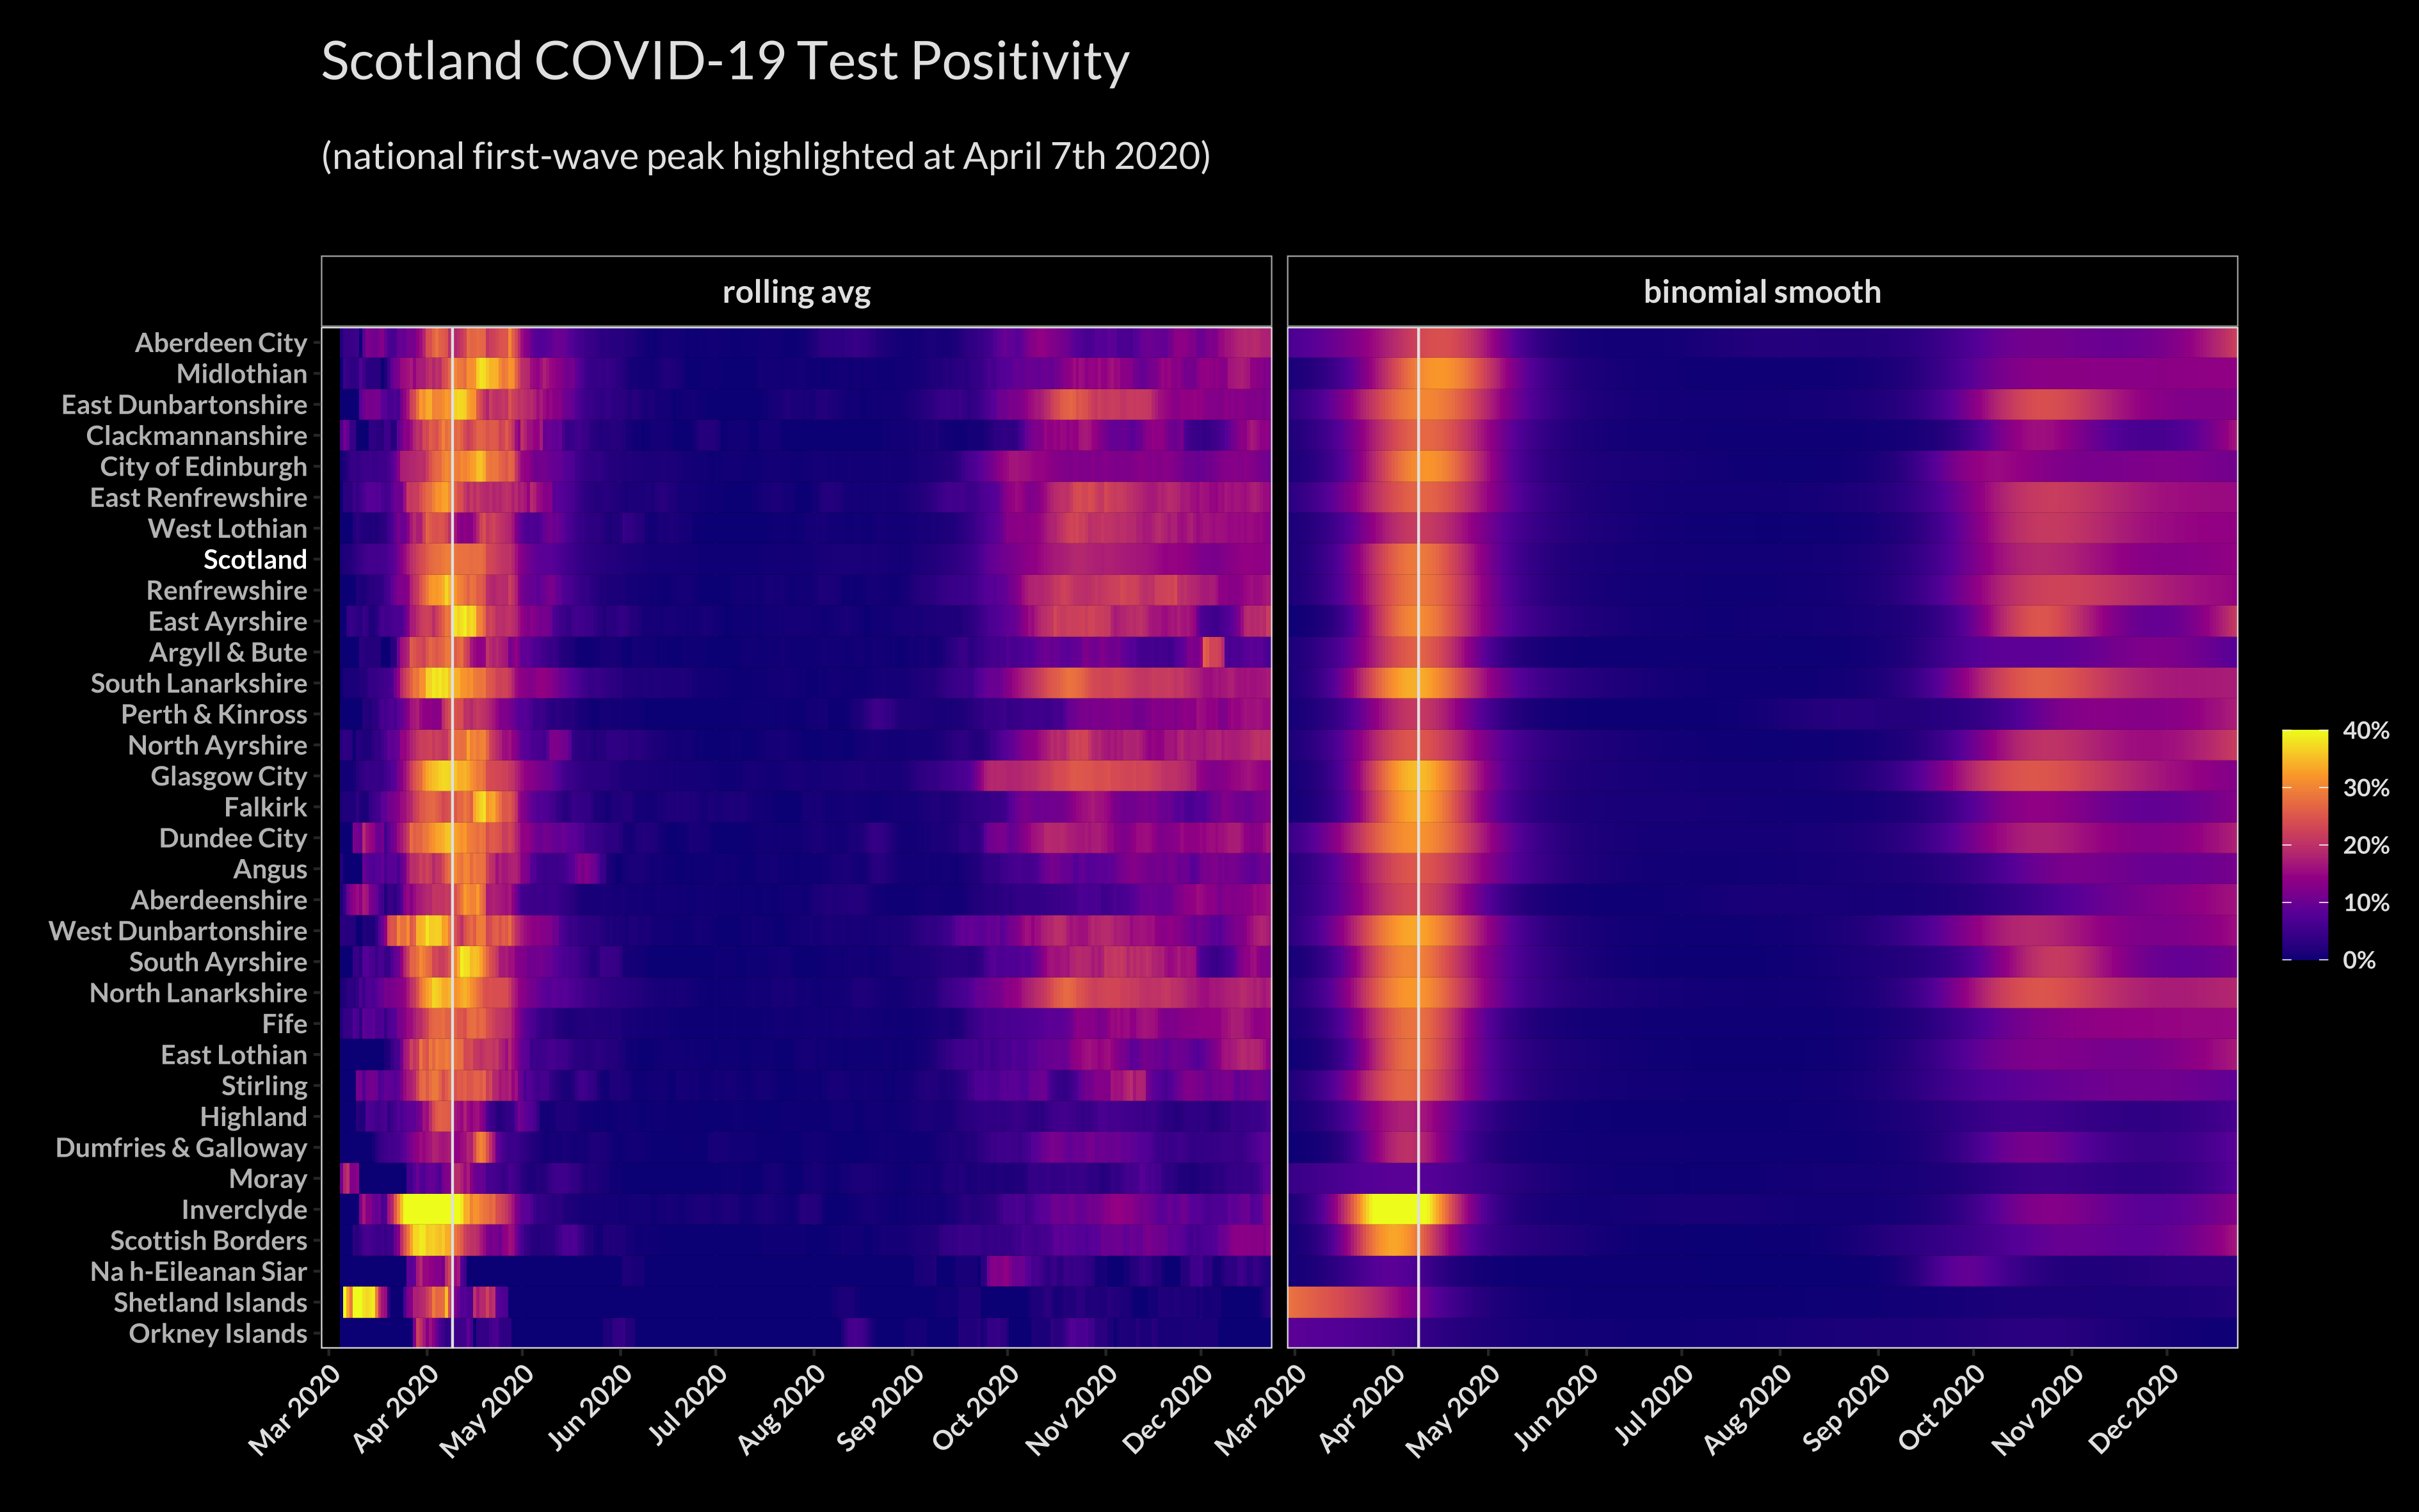 Scotland COVID-19 Test Positivity
(national first-wave peak highlighted at April 7th 2020)
rolling avg
binomial smooth
Aberdeen City
Midlothian
East Dunbartonshire
Clackmannanshire
City of Edinburgh
East Renfrewshire
West Lothian
Scotland
Renfrewshire
East Ayrshire
Argyll & Bute
South Lanarkshire
Perth & Kinross
North Ayrshire
Glasgow City
Falkirk
Dundee City
Angus
Aberdeenshire
West Dunbartonshire
South Ayrshire
North Lanarkshire
Fife
East Lothian
Stirling
Highland
Dumfries & Galloway
Moray
Inverclyde
Scottish Borders
Na h-Eileanan Siar
Shetland Islands
Orkney Islands
Mar 2020
Apr 2020
May 2020
Jun 2020
Jul 2020
Aug 2020
Sep 2020
Oct 2020
Nov 2020
Dec 2020
Mar 2020
Apr 2020
May 2020
Jun 2020
Jul 2020
Aug 2020
Sep 2020
Oct 2020
Nov 2020
Dec 2020
40%
30%
20%
10%
0%